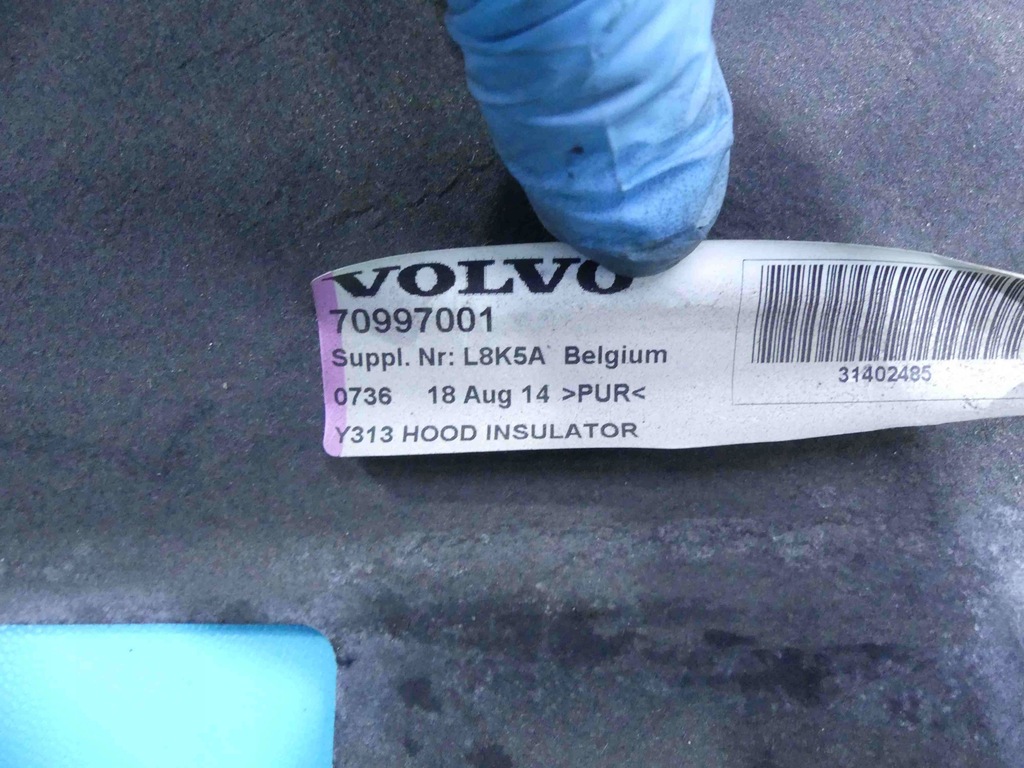 VOLVO
70997001
Suppl. Nr: L8K5A Belgium
0736 18 Aug 14 >PUR<
Y313 HOOD INSULATOR
31402485